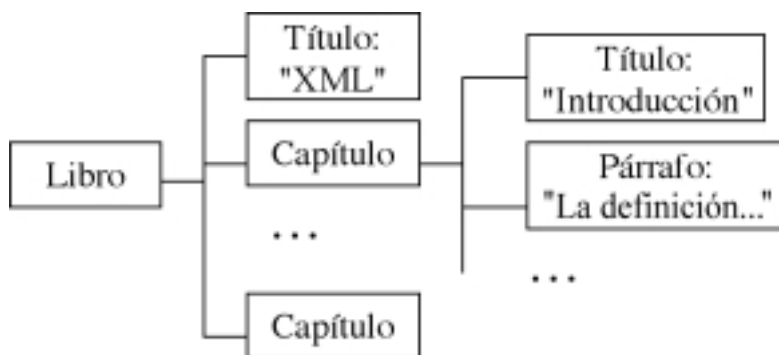 Libro
Título:
"XML"
Capítulo
...
Capítulo
Título:
"Introducción"
Párrafo:
"La definición..."
...